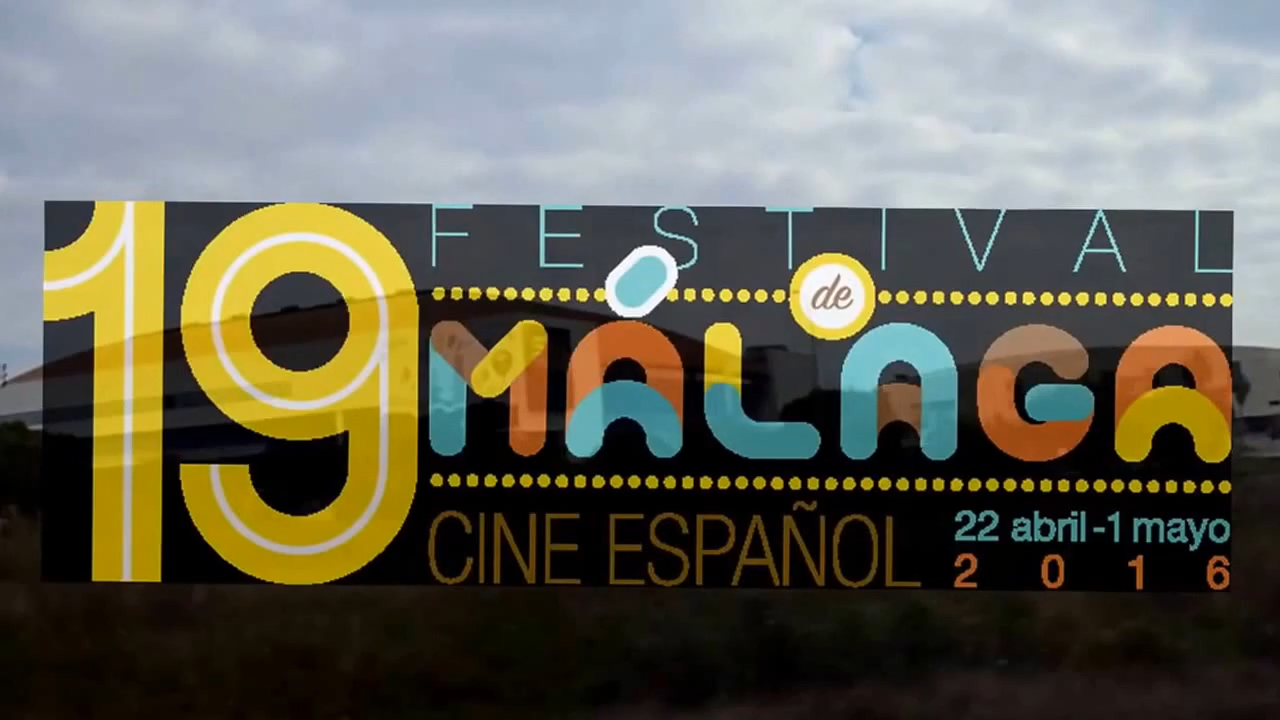 19
FESTIVAL
de
MÁLAGA
CINE ESPAÑOL
22 abril - 1 mayo
2016